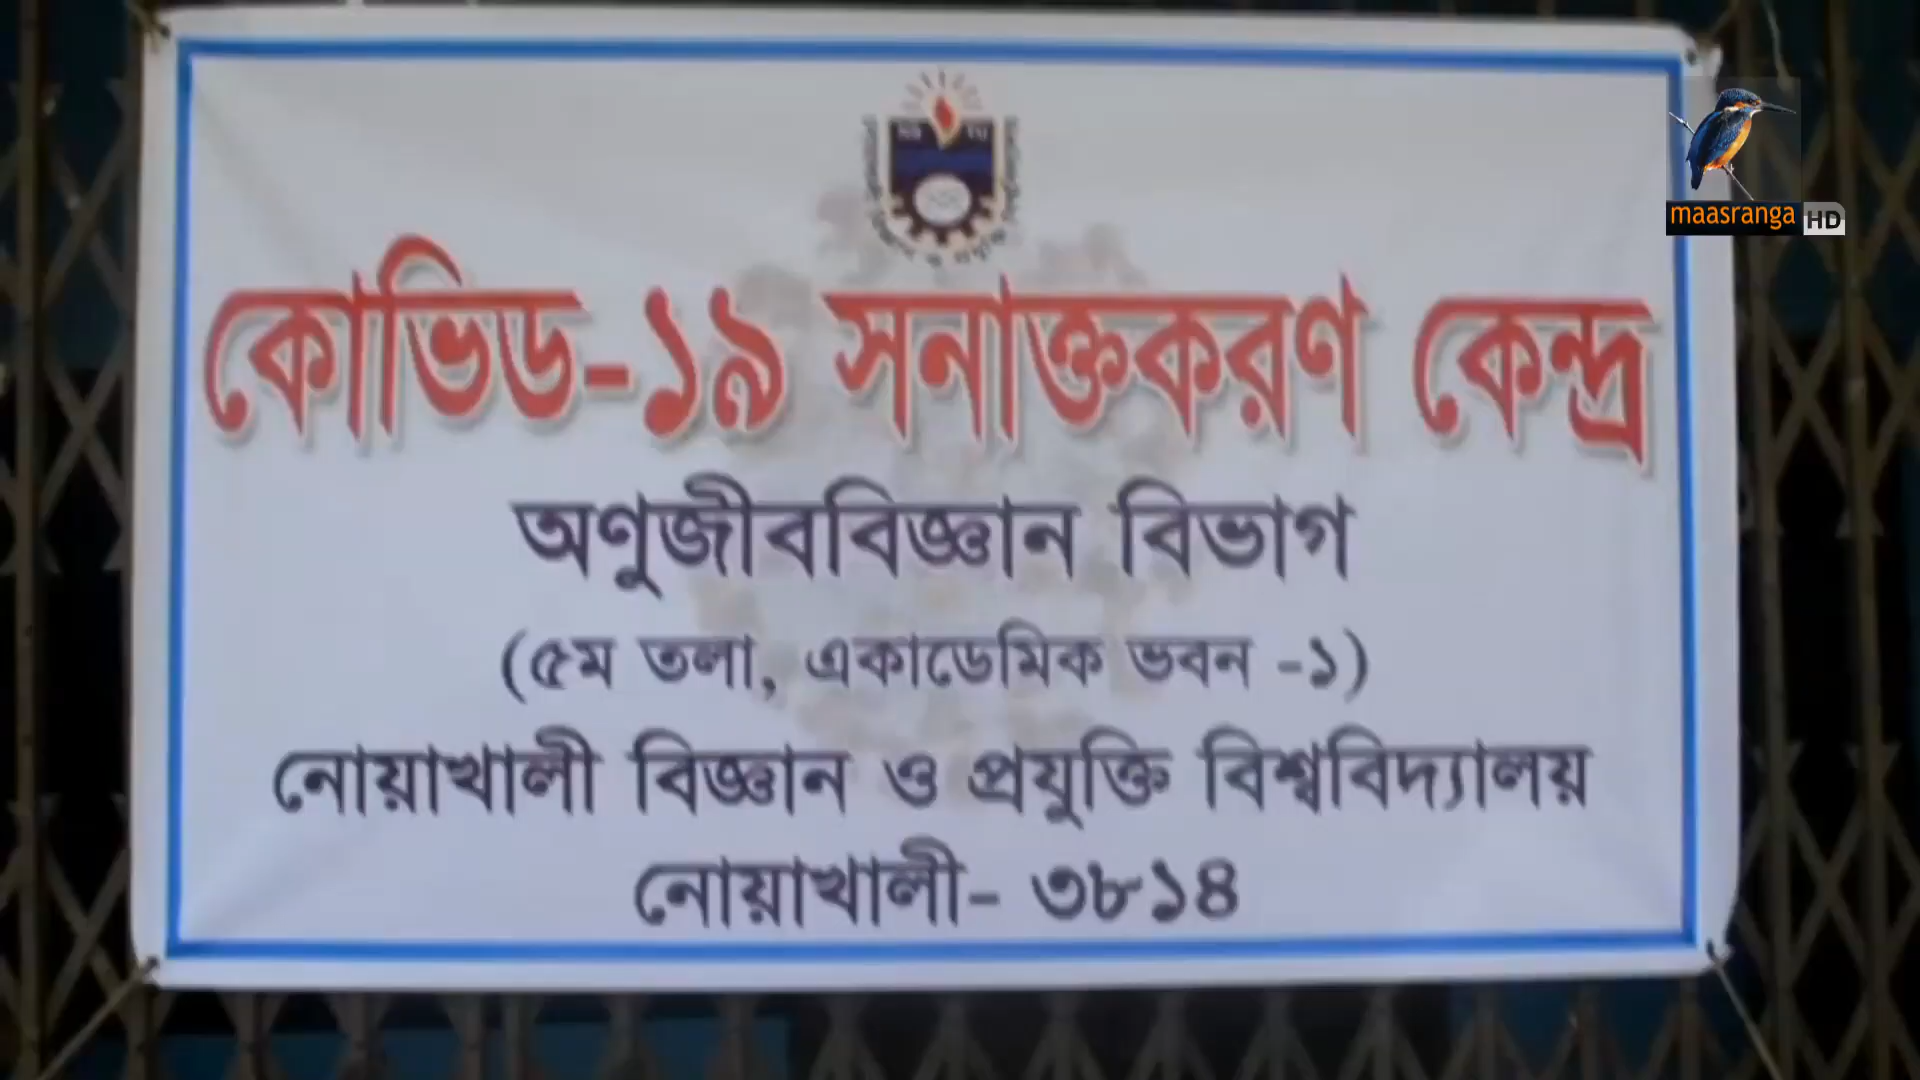 কোভিড-১৯ সনাক্তকরণ কেন্দ্র
অণুজীববিজ্ঞান বিভাগ
(৫ম তলা, একাডেমিক ভবন -১)
নোয়াখালী বিজ্ঞান ও প্রযুক্তি বিশ্ববিদ্যালয়
নোয়াখালী- ৩৮১৪
maasranga HD